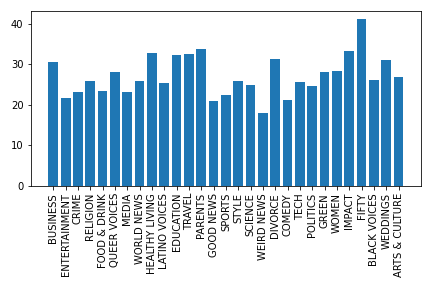 40
30
20
10
0
BUSINESS
ENTERTAINMENT
CRIME
RELIGION
FOOD & DRINK
QUEER VOICES
MEDIA
WORLD NEWS
HEALTHY LIVING
LATINO VOICES
EDUCATION
TRAVEL
PARENTS
GOOD NEWS
SPORTS
STYLE
SCIENCE
WEIRD NEWS
DIVORCE
COMEDY
TECH
POLITICS
GREEN
WOMEN
IMPACT
FIFTY
BLACK VOICES
WEDDINGS
ARTS & CULTURE